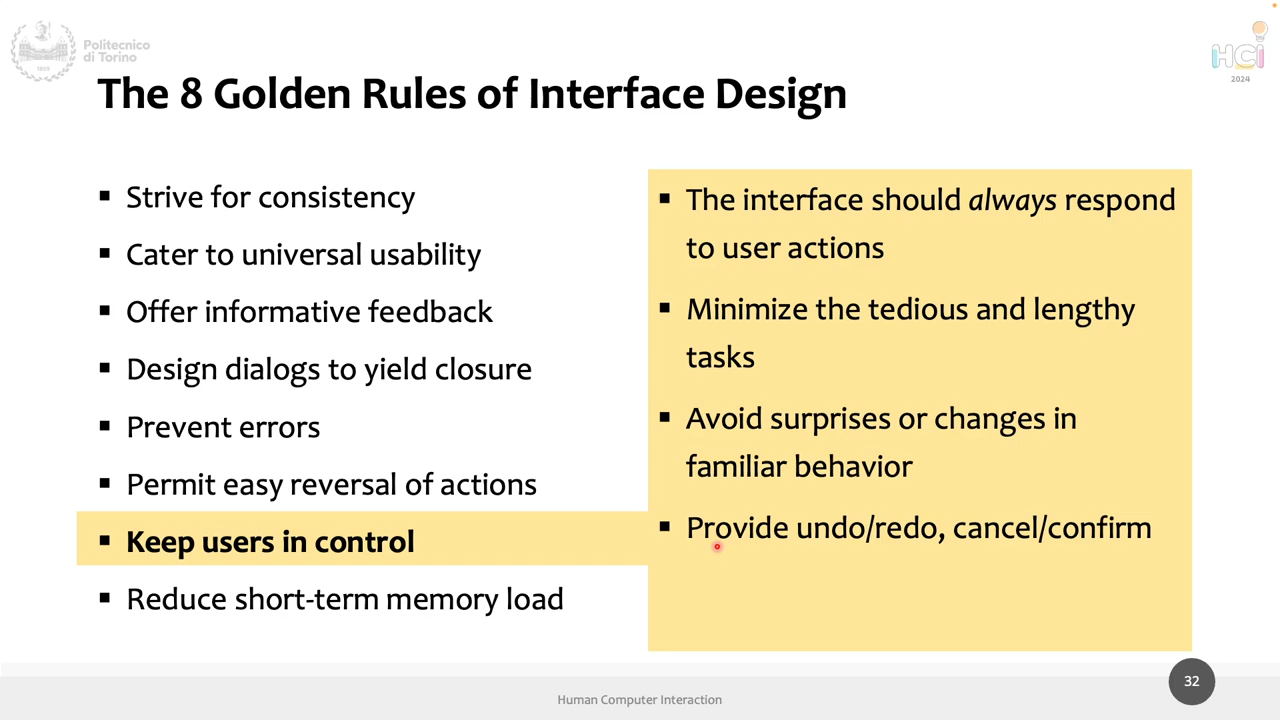 Politecnico
di Torino
1859
HCI
2024
The 8 Golden Rules of Interface Design
▪ Strive for consistency
▪ Cater to universal usability
▪ Offer informative feedback
▪ Design dialogs to yield closure
▪ Prevent errors
▪ Permit easy reversal of actions
▪ Keep users in control
▪ Reduce short-term memory load
▪ The interface should always respond
to user actions
▪ Minimize the tedious and lengthy
tasks
▪ Avoid surprises or changes in
familiar behavior
▪ Provide undo/redo, cancel/confirm
Human Computer Interaction
32